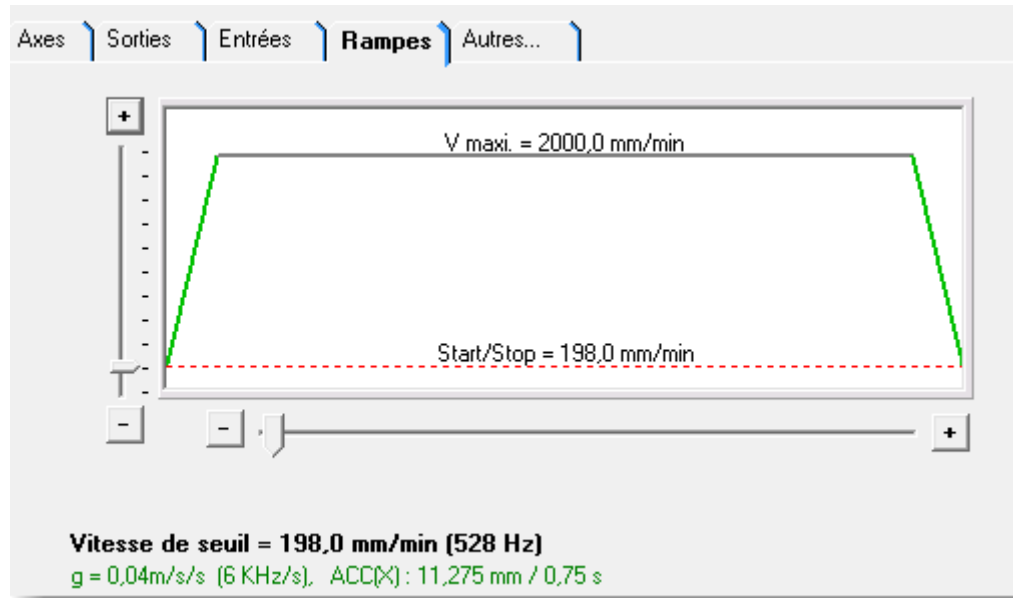 Axes Sorties Entrées Rampes Autres...
+
V maxi. = 2000,0 mm/min
Start/Stop = 198,0 mm/min
- - +
Vitesse de seuil = 198,0 mm/min (528 Hz)
g = 0,04m/s/s (6 KHz/s), ACC(X) : 11,275 mm / 0,75 s